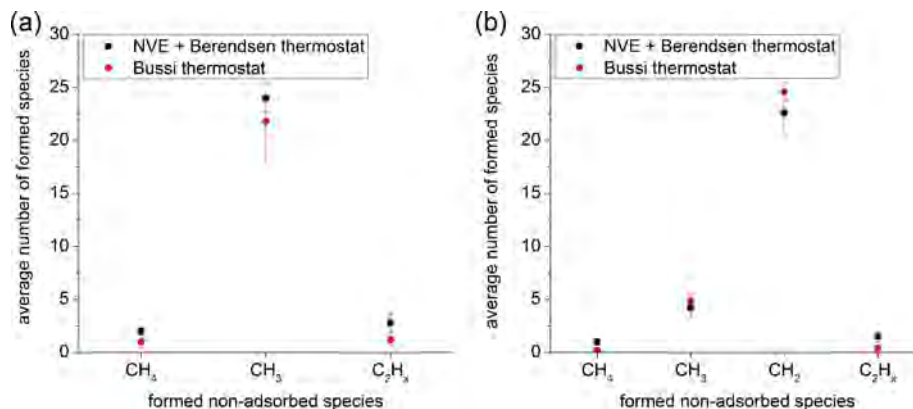 (a)
30
25
20
15
10
5
0
average number of formed species
NVE + Berendsen thermostat
Bussi thermostat
CH₄ CH₃ C₂Hₓ
formed non-adsorbed species
(b)
30
25
20
15
10
5
0
average number of formed species
NVE + Berendsen thermostat
Bussi thermostat
CH₄ CH₃ CH₂ C₂Hₓ
formed non-adsorbed species